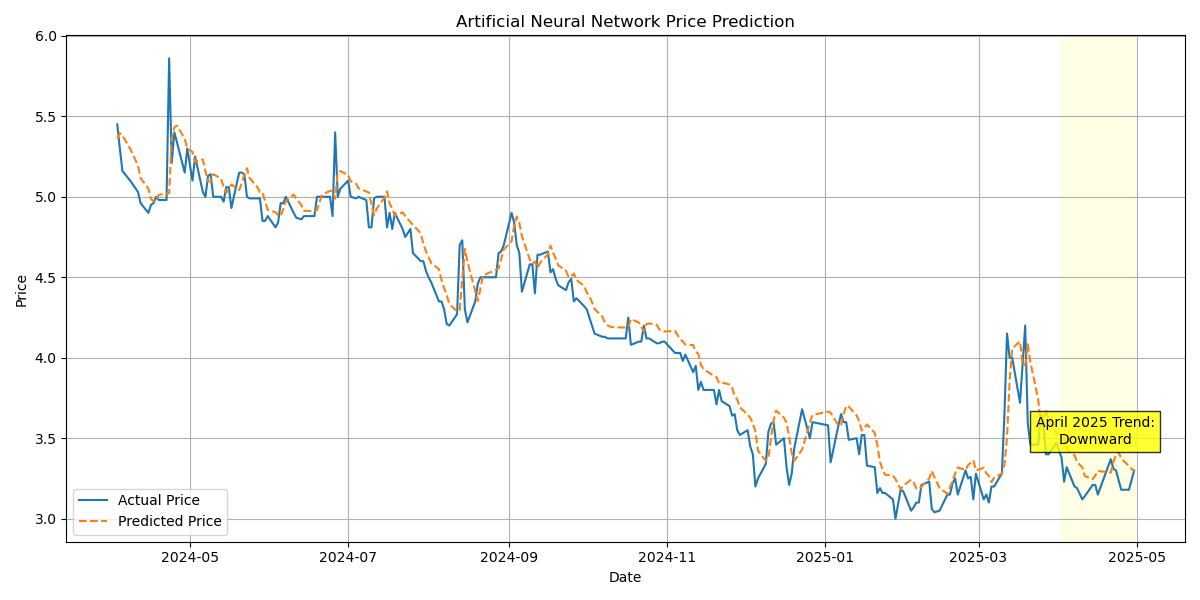 Artificial Neural Network Price Prediction
Price
6.0
5.5
5.0
4.5
4.0
3.5
3.0
April 2025 Trend:
Downward
Actual Price
Predicted Price
2024-05
2024-07
2024-09
2024-11
2025-01
2025-03
2025-05
Date